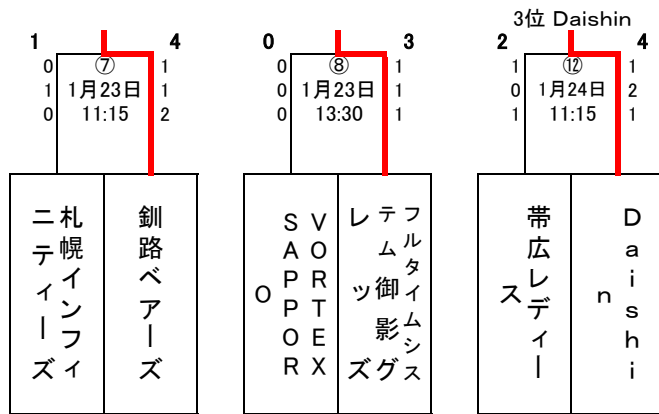 1 4
0 ⑦ 1
1 1月23日 1
0 11:15 2
札幌インフィニティーズ
釧路ベアーズ
0 3
0 ⑧ 1
0 1月23日 1
0 13:30 1
VORTEX SAPPORO
フルタイムシステム御影グレッズ
3位 Daishin
2 4
1 ⑫ 1
0 1月24日 2
1 11:15 1
帯広レディース
Daishin